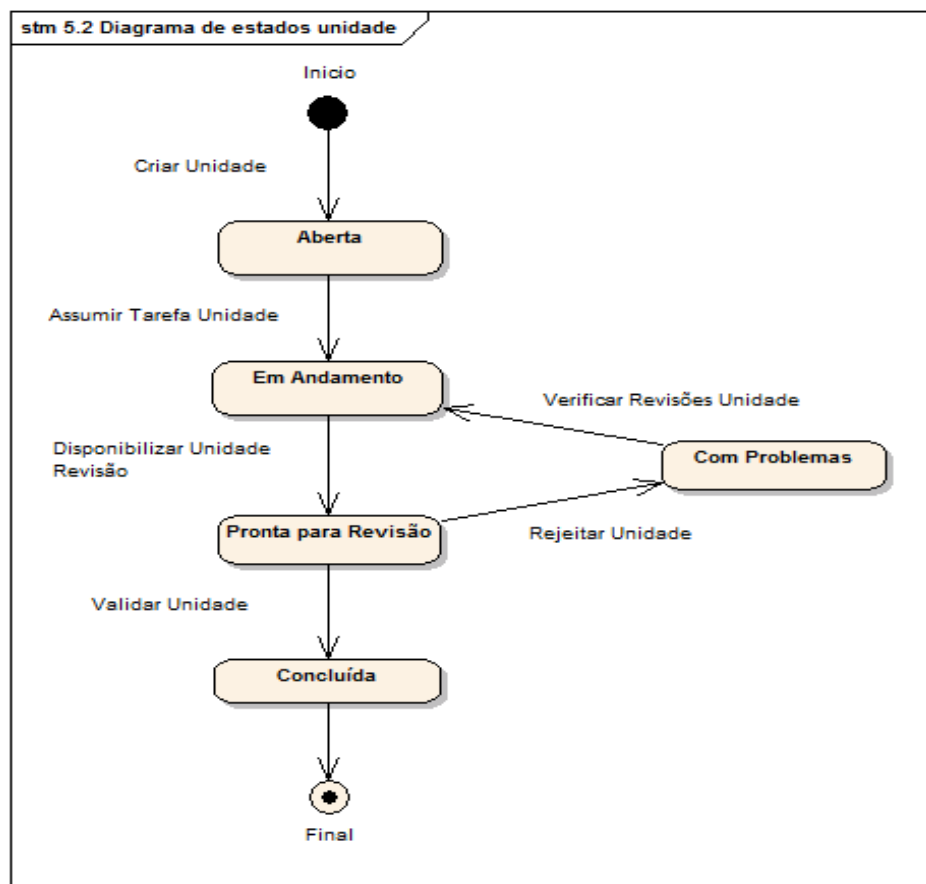 stm 5.2 Diagrama de estados unidade
Inicio
Criar Unidade
Aberta
Assumir Tarefa Unidade
Em Andamento
Verificar Revisões Unidade
Disponibilizar Unidade
Revisão
Com Problemas
Pronta para Revisão
Rejeitar Unidade
Validar Unidade
Concluída
Final